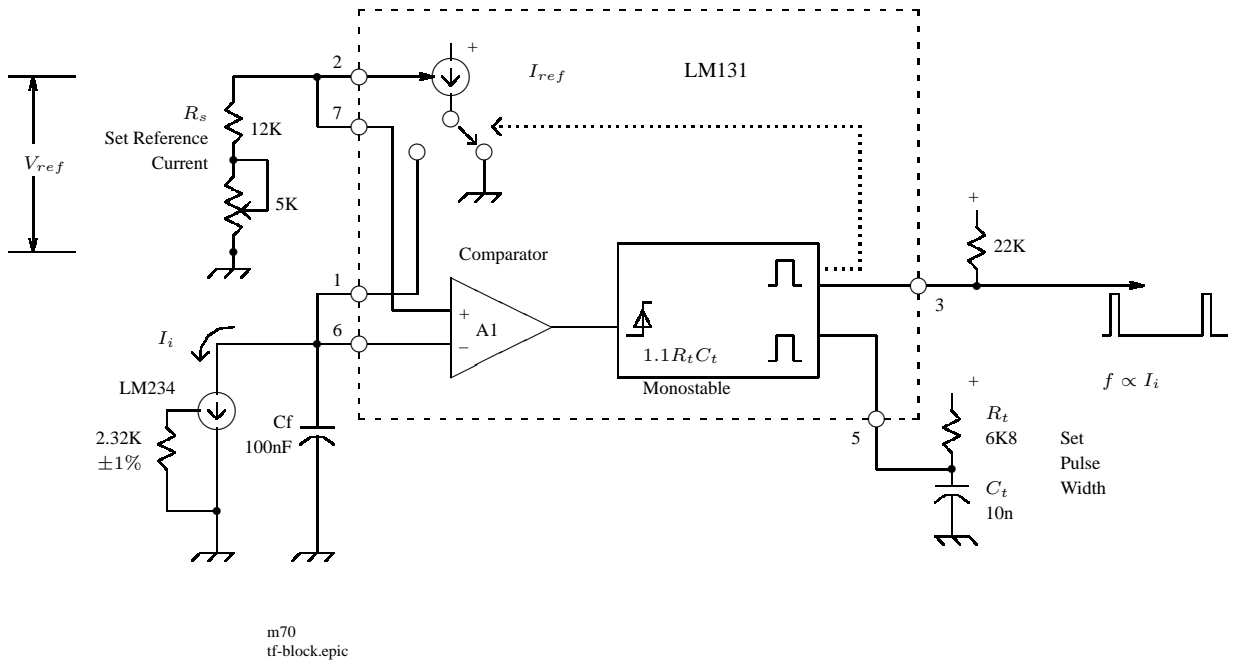 +
2
I_ref
LM131
R_s
Set Reference
Current
12K
7
V_ref
5K
+
22K
Comparator
1
3
+
A1
−
6
I_i
1.1R_tC_t
Monostable
f ∝ I_i
LM234
+
Cf
100nF
5
R_t
6K8
Set
Pulse
Width
2.32K
±1%
C_t
10n
m70
tf-block.epic